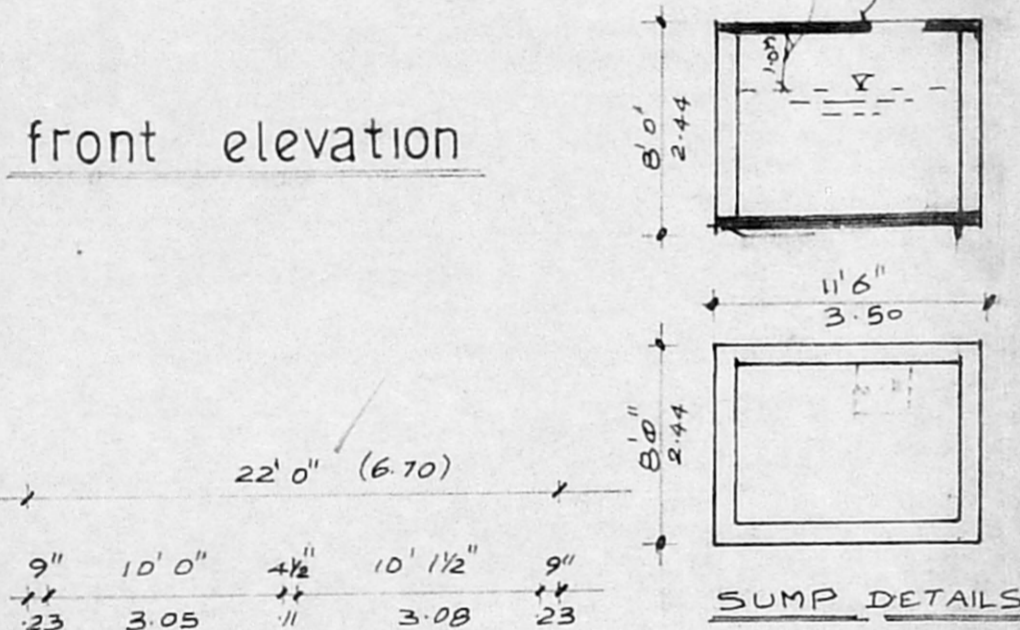 front elevation
8' 0'
2.44
11' 6"
3.50
8' 0"
2.44
22' 0" (6.70)
9" 10' 0" 4½" 10' 1½" 9"
.23 3.05 .11 3.08 .23
SUMP DETAILS